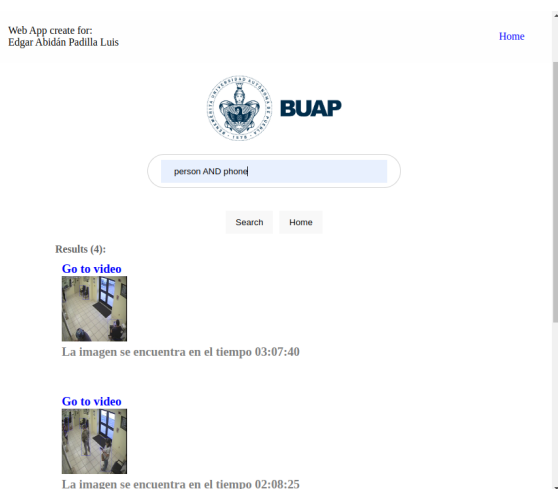 Web App create for:
Edgar Abidán Padilla Luis
Home
BUAP
person AND phone
Search
Home
Results (4):
Go to video
La imagen se encuentra en el tiempo 03:07:40
Go to video
La imagen se encuentra en el tiempo 02:08:25